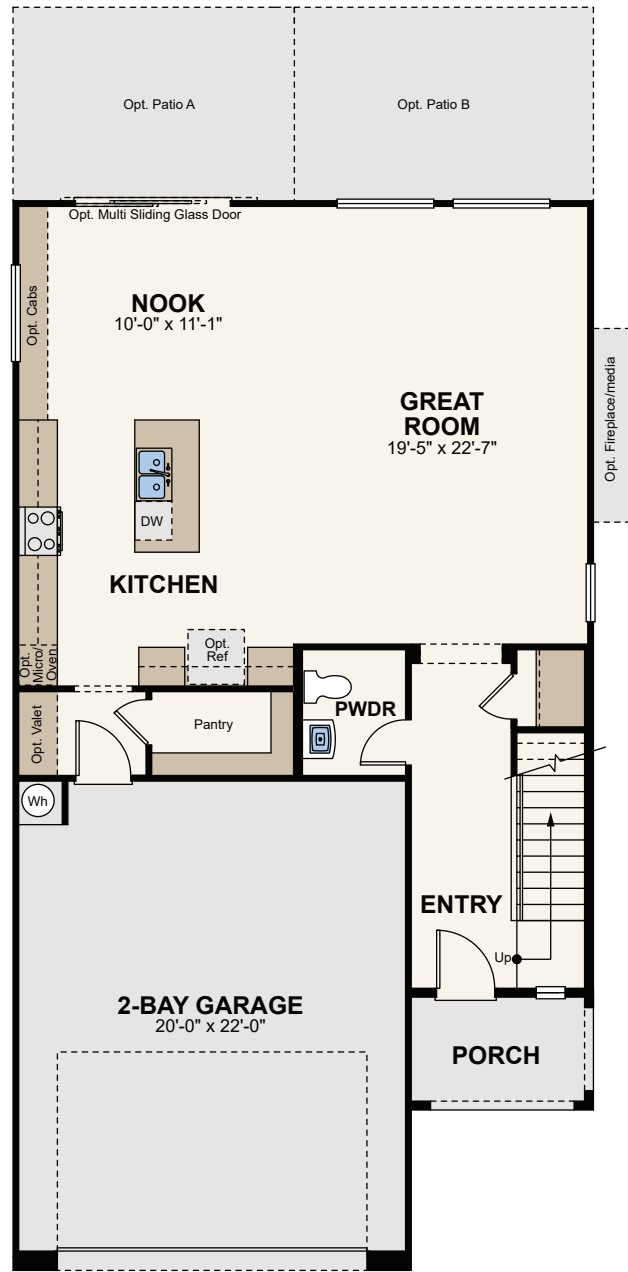 Opt. Patio A
Opt. Patio B
Opt. Multi Sliding Glass Door
Opt. Cabs
NOOK
10'-0" x 11'-1"
GREAT
ROOM
19'-5" x 22'-7"
Opt. Fireplace/media
DW
KITCHEN
Opt.
Micro/
Oven
Opt.
Ref
Opt. Valet
Pantry
PWDR
Wh
ENTRY
Up
2-BAY GARAGE
20'-0" x 22'-0"
PORCH